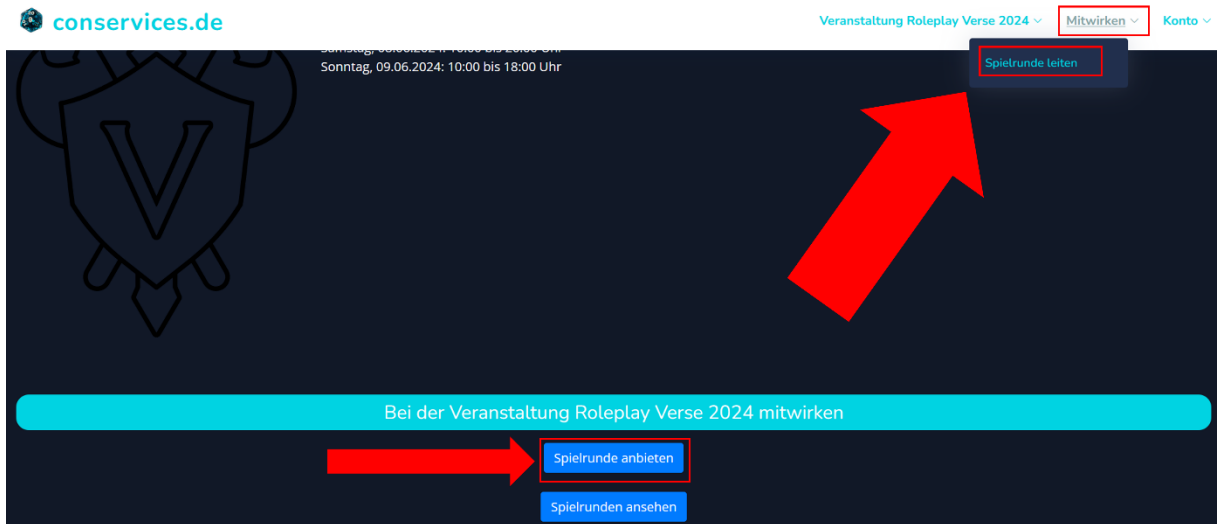 conservices.de
Veranstaltung Roleplay Verse 2024
Mitwirken
Konto
Spielrunde leiten
Sonntag, 09.06.2024: 10:00 bis 18:00 Uhr
Bei der Veranstaltung Roleplay Verse 2024 mitwirken
Spielrunde anbieten
Spielrunden ansehen